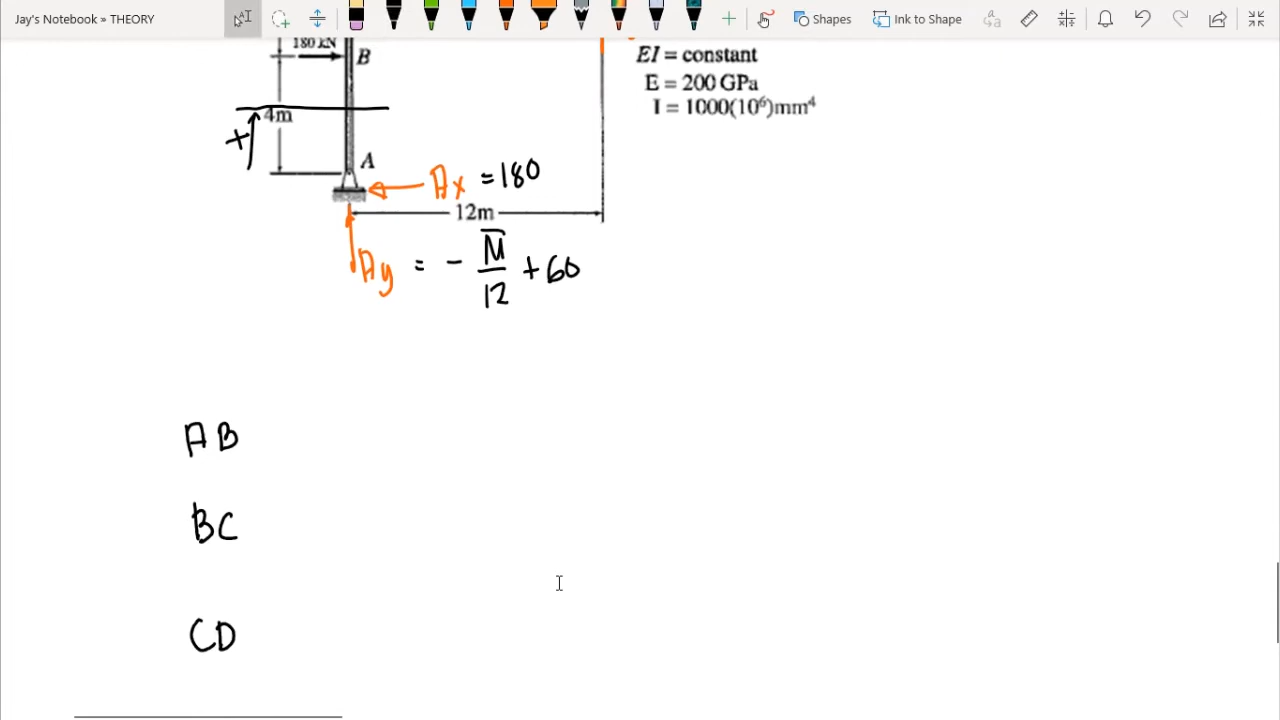 Jay's Notebook » THEORY
Shapes
Ink to Shape
180 kN
B
EI = constant
E = 200 GPa
I = 1000(10⁶)mm⁴
4m
+
A
Ax = 180
12m
Ay = - M̅/12 + 60
AB
BC
CD